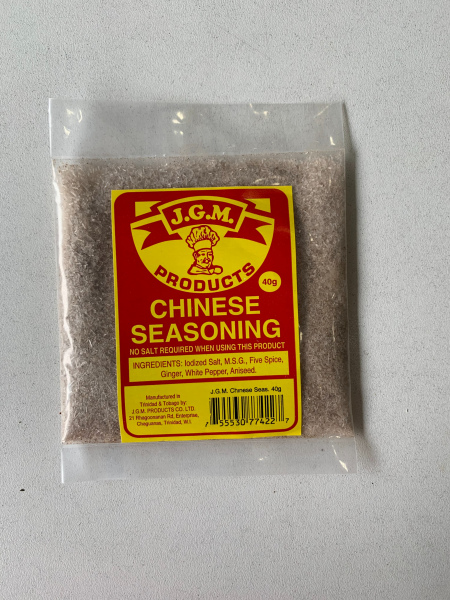 J.G.M.
PRODUCTS
40g
CHINESE
SEASONING
NO SALT REQUIRED WHEN USING THIS PRODUCT
INGREDIENTS: Iodized Salt, M.S.G., Five Spice,
Ginger, White Pepper, Aniseed.
Manufactured in
Trinidad & Tobago by:
J.G.M. PRODUCTS CO. LTD.
21 Rhagoonanan Rd. Enterprise,
Chaguanas, Trinidad, W.I.
J.G.M. Chinese Seas. 40g
7 55530 77422 7